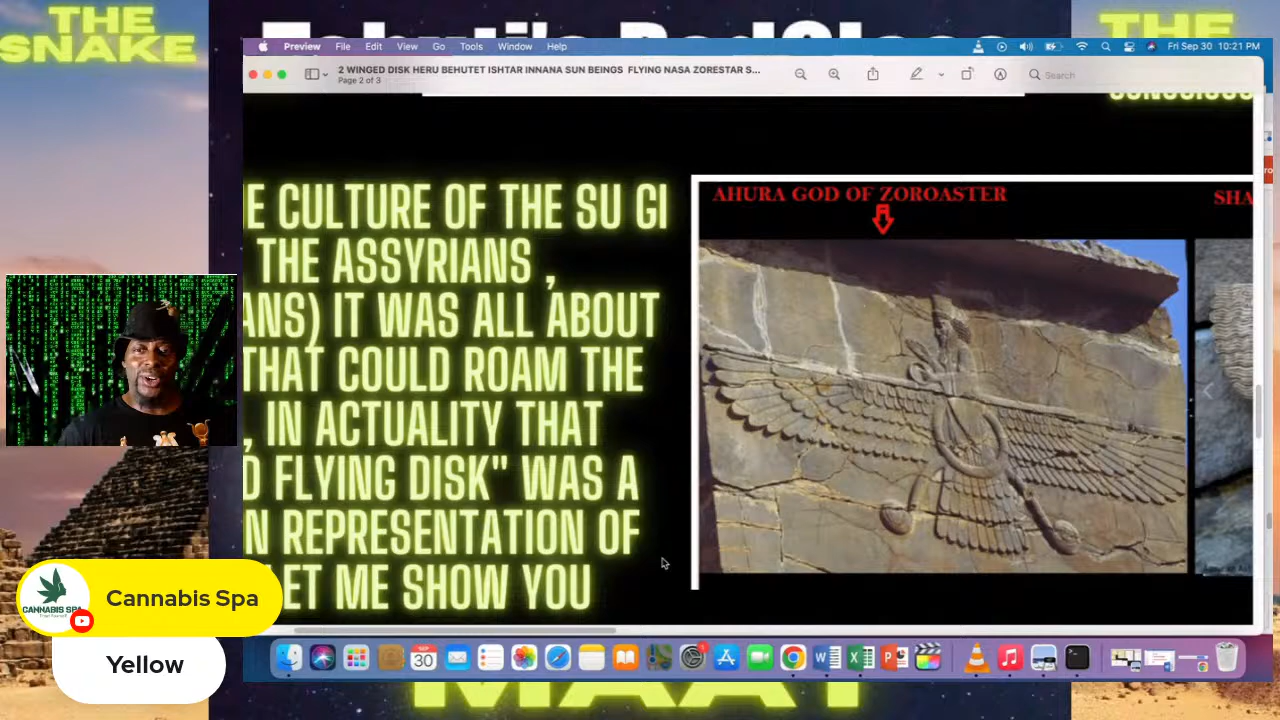 THE
SNAKE
THE
Preview File Edit View Go Tools Window Help
Fri Sep 30 10:21 PM
2 WINGED DISK HERU BEHUTET ISHTAR INNANA SUN BEINGS FLYING NASA ZORESTAR S...
Page 2 of 3
Search
E CULTURE OF THE SU GI
THE ASSYRIANS ,
ANS) IT WAS ALL ABOUT
THAT COULD ROAM THE
, IN ACTUALITY THAT
D FLYING DISK" WAS A
N REPRESENTATION OF
LET ME SHOW YOU
AHURA GOD OF ZOROASTER
SHA
SEP
30
CANNABIS SPA
Cannabis Spa
Yellow
MAAT